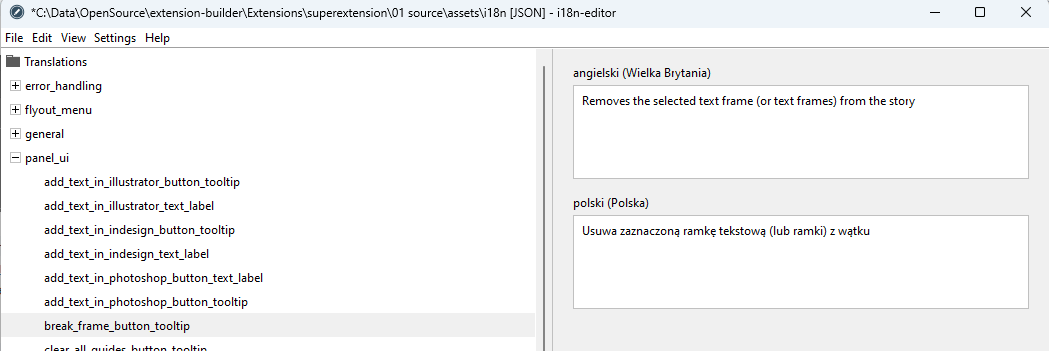 *C:\Data\OpenSource\extension-builder\Extensions\superextension\01 source\assets\i18n [JSON] - i18n-editor
File Edit View Settings Help
Translations
error_handling
flyout_menu
general
panel_ui
add_text_in_illustrator_button_tooltip
add_text_in_illustrator_text_label
add_text_in_indesign_button_tooltip
add_text_in_indesign_text_label
add_text_in_photoshop_button_text_label
add_text_in_photoshop_button_tooltip
break_frame_button_tooltip
clear_all_guides_button_tooltip
angielski (Wielka Brytania)
Removes the selected text frame (or text frames) from the story
polski (Polska)
Usuwa zaznaczoną ramkę tekstową (lub ramki) z wątku